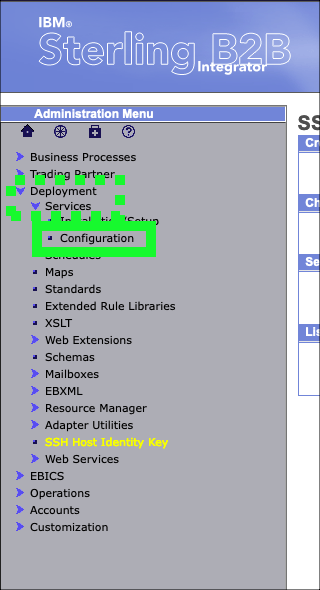 IBM®
Sterling B2B
Integrator
Administration Menu
SS
Business Processes
Cr
Trading Partner
Deployment
Services
Ch
Installation/Setup
Configuration
Schedules
Se
Maps
Standards
Extended Rule Libraries
XSLT
Lis
Web Extensions
Schemas
Mailboxes
EBXML
Resource Manager
Adapter Utilities
SSH Host Identity Key
Web Services
EBICS
Operations
Accounts
Customization